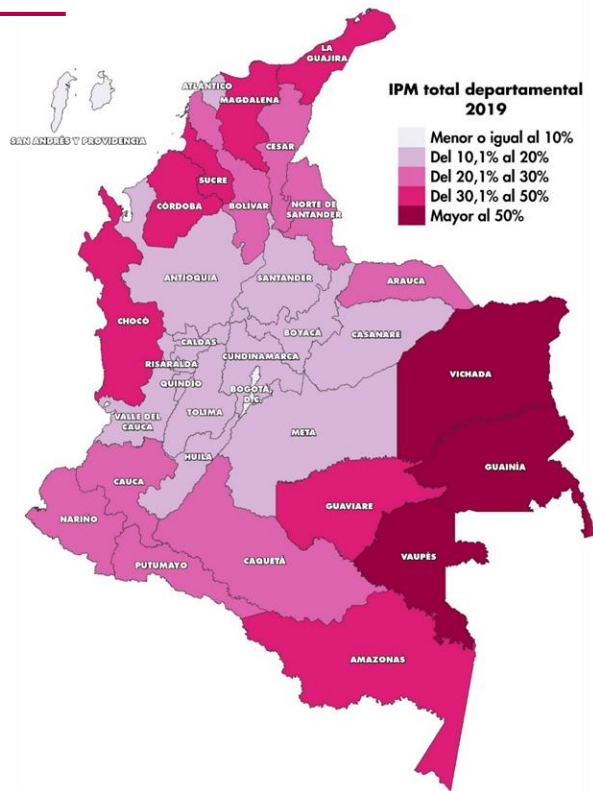 LA
GUAJIRA
ATLÁNTICO
MAGDALENA
SAN ANDRÉS Y PROVIDENCIA
CESAR
IPM total departamental
2019
Menor o igual al 10%
Del 10,1% al 20%
Del 20,1% al 30%
Del 30,1% al 50%
Mayor al 50%
SUCRE
CÓRDOBA
BOLÍVAR
NORTE DE
SANTANDER
ANTIOQUIA
SANTANDER
ARAUCA
CHOCÓ
BOYACÁ
CASANARE
CALDAS
CUNDINAMARCA
RISARALDA
VICHADA
QUINDÍO
BOGOTÁ,
D.C.
TOLIMA
VALLE DEL
CAUCA
META
HUILA
GUAINÍA
CAUCA
GUAVIARE
NARIÑO
CAQUETÁ
VAUPÉS
PUTUMAYO
AMAZONAS